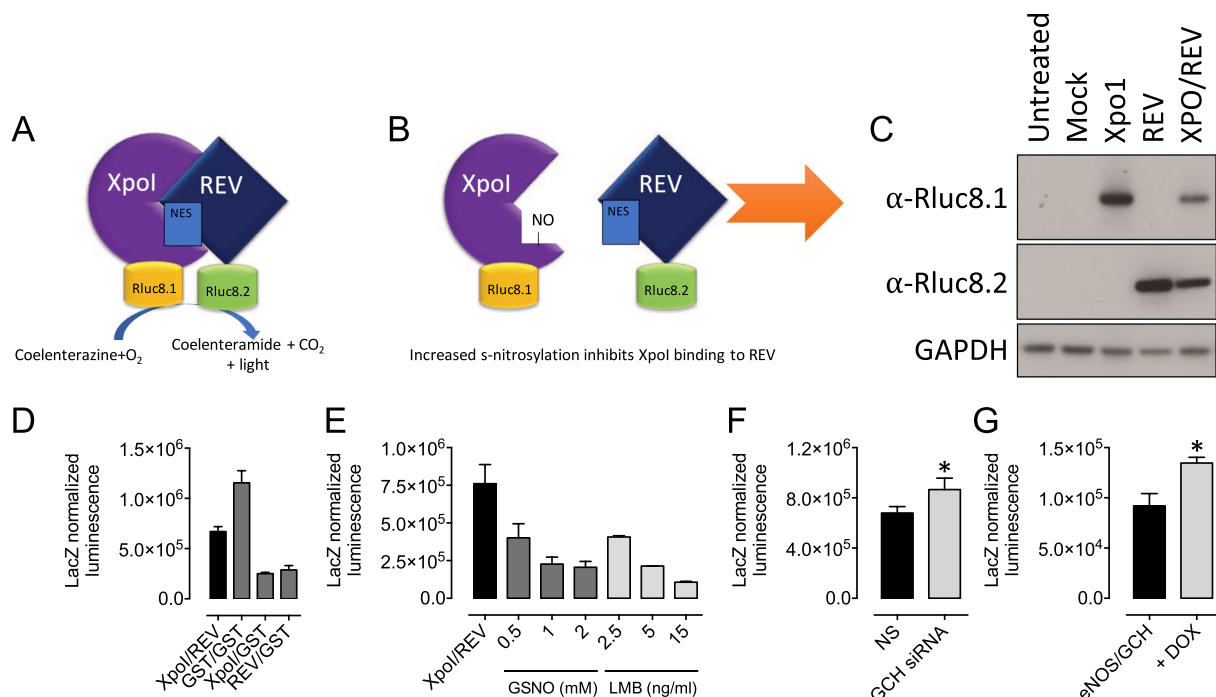 A
XpoI
REV
NES
Rluc8.1
Rluc8.2
Coelenterazine+O2
Coelenteramide + CO2
+ light
B
XpoI
REV
NES
NO
Rluc8.1
Rluc8.2
Increased s-nitrosylation inhibits XpoI binding to REV
C
Untreated
Mock
Xpo1
REV
XPO/REV
α-Rluc8.1
α-Rluc8.2
GAPDH
D
LacZ normalized
luminescence
1.5×10⁶
1.0×10⁶
5.0×10⁵
0.0
XpoI/REV
GST/GST
XpoI/GST
REV/GST
E
LacZ normalized
luminescence
1.0×10⁶
7.5×10⁵
5.0×10⁵
2.5×10⁵
0.0
XpoI/REV
0.5
1
2
2.5
5
15
GSNO (mM)
LMB (ng/ml)
F
LacZ normalized
luminescence
1.2×10⁶
8.0×10⁵
4.0×10⁵
0.0
*
NS
GCH siRNA
G
LacZ normalized
luminescence
1.5×10⁵
1.0×10⁵
5.0×10⁴
0.0
*
eNOS/GCH
+ DOX